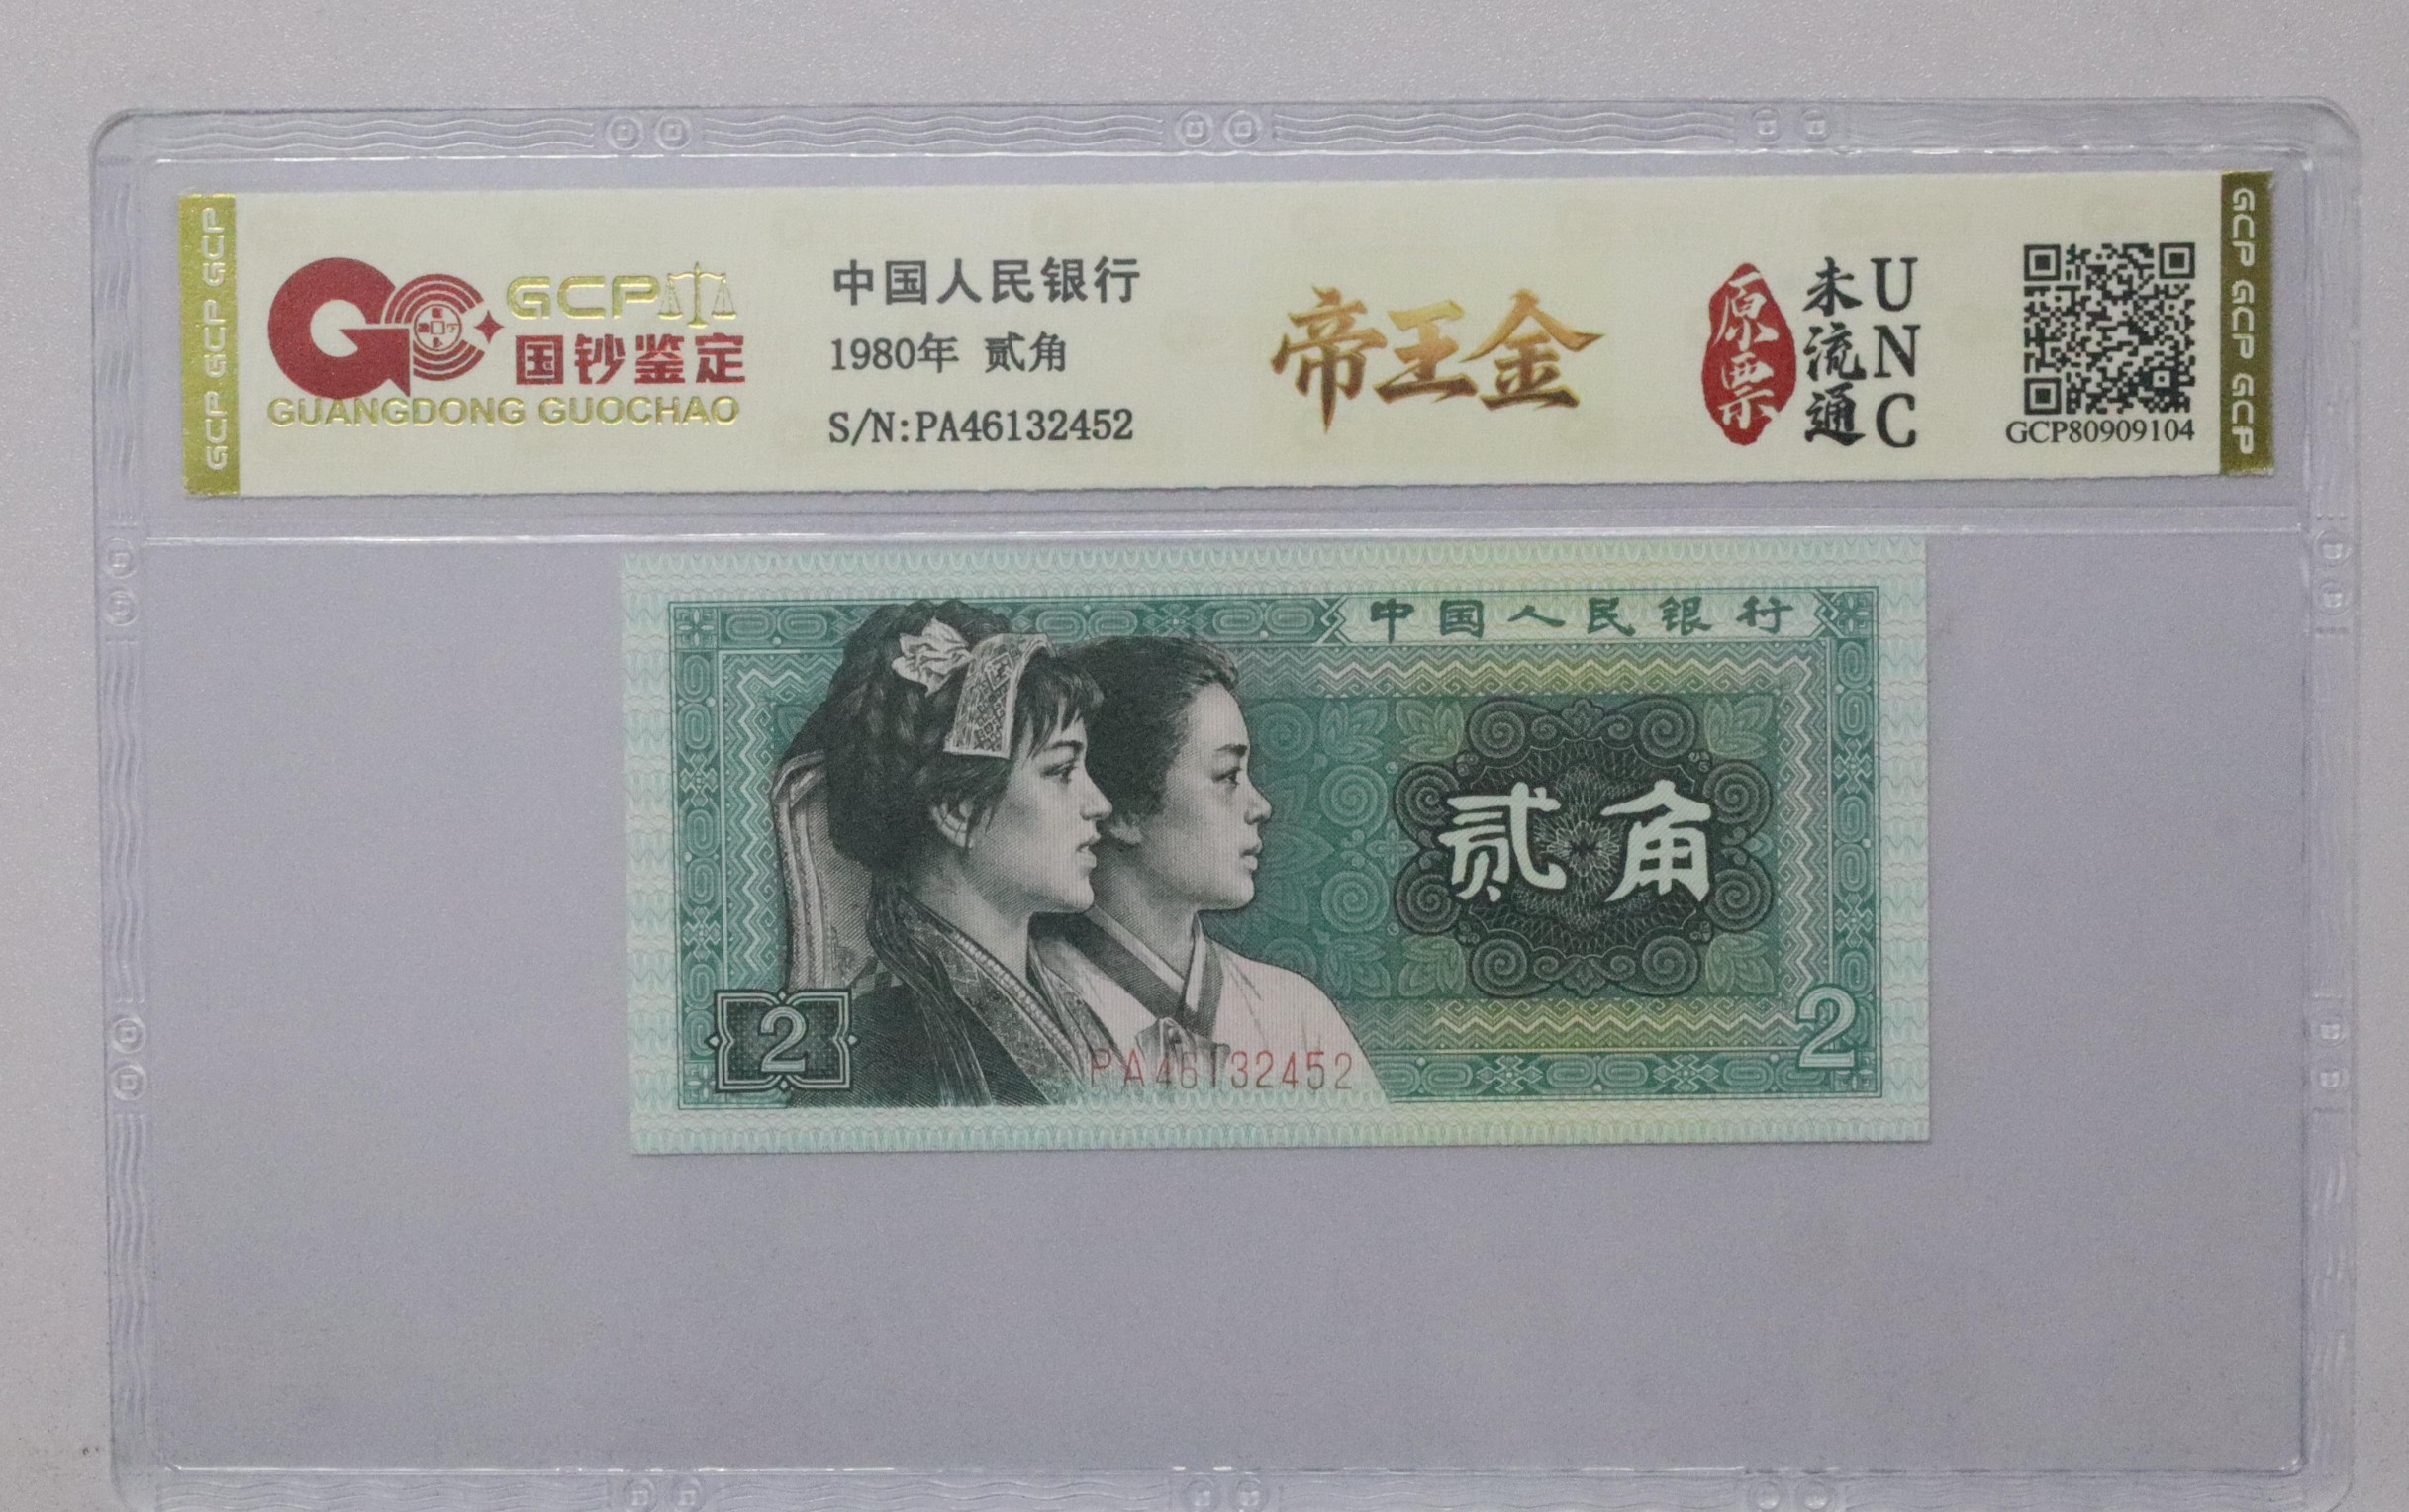 GCP GCP GCP
GCP
国钞鉴定
GUANGDONG GUOCHAO
中国人民银行
1980年 贰角
S/N:PA46132452
帝王金
原票
未流通
UNC
GCP80909104
GCP GCP GCP
中国人民银行
贰角
2
2
PA46132452